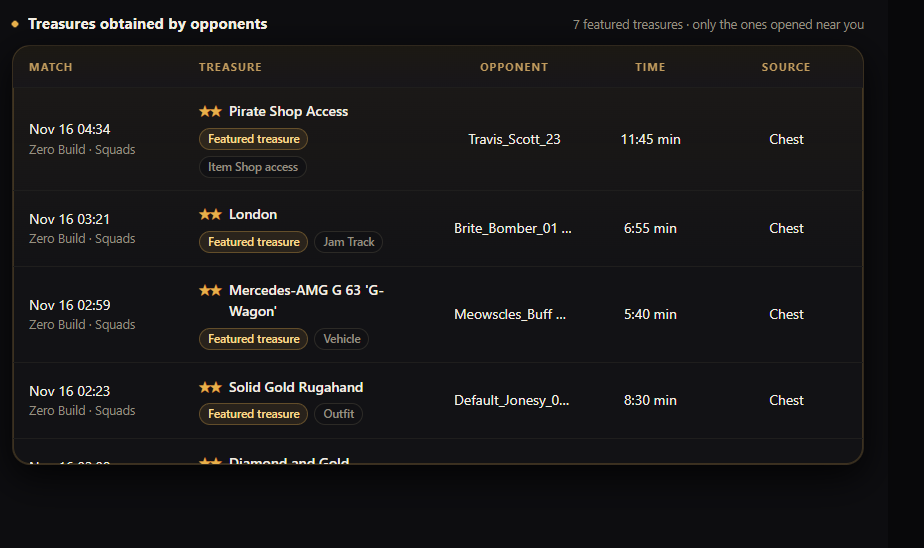 Treasures obtained by opponents
7 featured treasures · only the ones opened near you
MATCH TREASURE OPPONENT TIME SOURCE
Nov 16 04:34
Zero Build · Squads
★★ Pirate Shop Access
Featured treasure
Item Shop access
Travis_Scott_23
11:45 min
Chest
Nov 16 03:21
Zero Build · Squads
★★ London
Featured treasure Jam Track
Brite_Bomber_01 ...
6:55 min
Chest
Nov 16 02:59
Zero Build · Squads
★★ Mercedes-AMG G 63 'G-
Wagon'
Featured treasure Vehicle
Meowscles_Buff ...
5:40 min
Chest
Nov 16 02:23
Zero Build · Squads
★★ Solid Gold Rugahand
Featured treasure Outfit
Default_Jonesy_0...
8:30 min
Chest
★★ Diamond and Gold